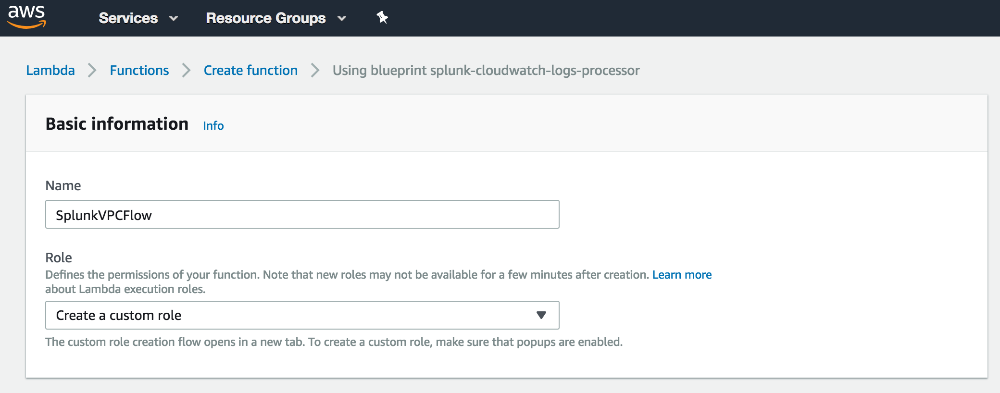 aws Services Resource Groups
Lambda Functions Create function Using blueprint splunk-cloudwatch-logs-processor
Basic information Info
Name
SplunkVPCFlow
Role
Defines the permissions of your function. Note that new roles may not be available for a few minutes after creation. Learn more
about Lambda execution roles.
Create a custom role
The custom role creation flow opens in a new tab. To create a custom role, make sure that popups are enabled.